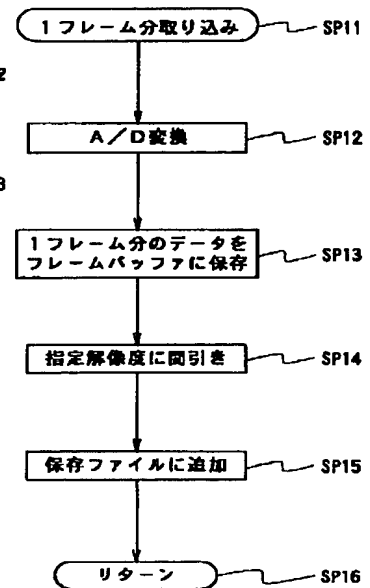 1フレーム分取り込み
SP11
A/D変換
SP12
1フレーム分のデータを
フレームバッファに保存
SP13
指定解像度に間引き
SP14
保存ファイルに追加
SP15
リターン
SP16